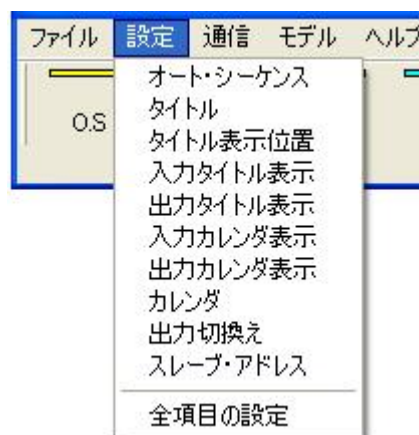 ファイル 設定 通信 モデル ヘルプ
O.S
オート・シーケンス
タイトル
タイトル表示位置
入力タイトル表示
出力タイトル表示
入力カレンダ表示
出力カレンダ表示
カレンダ
出力切換え
スレーブ・アドレス
全項目の設定